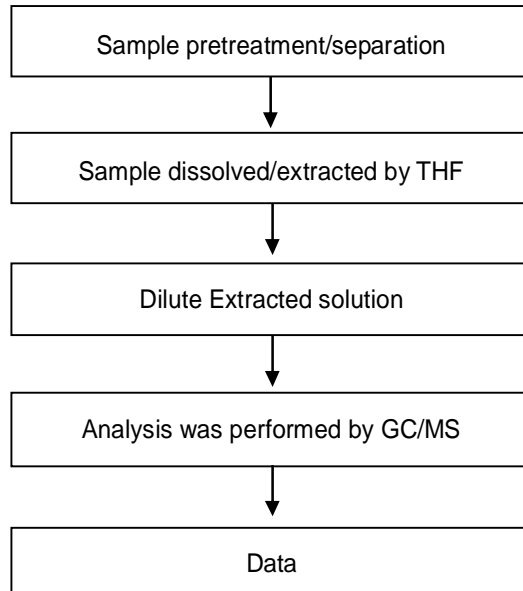 Sample pretreatment/separation
Sample dissolved/extracted by THF
Dilute Extracted solution
Analysis was performed by GC/MS
Data